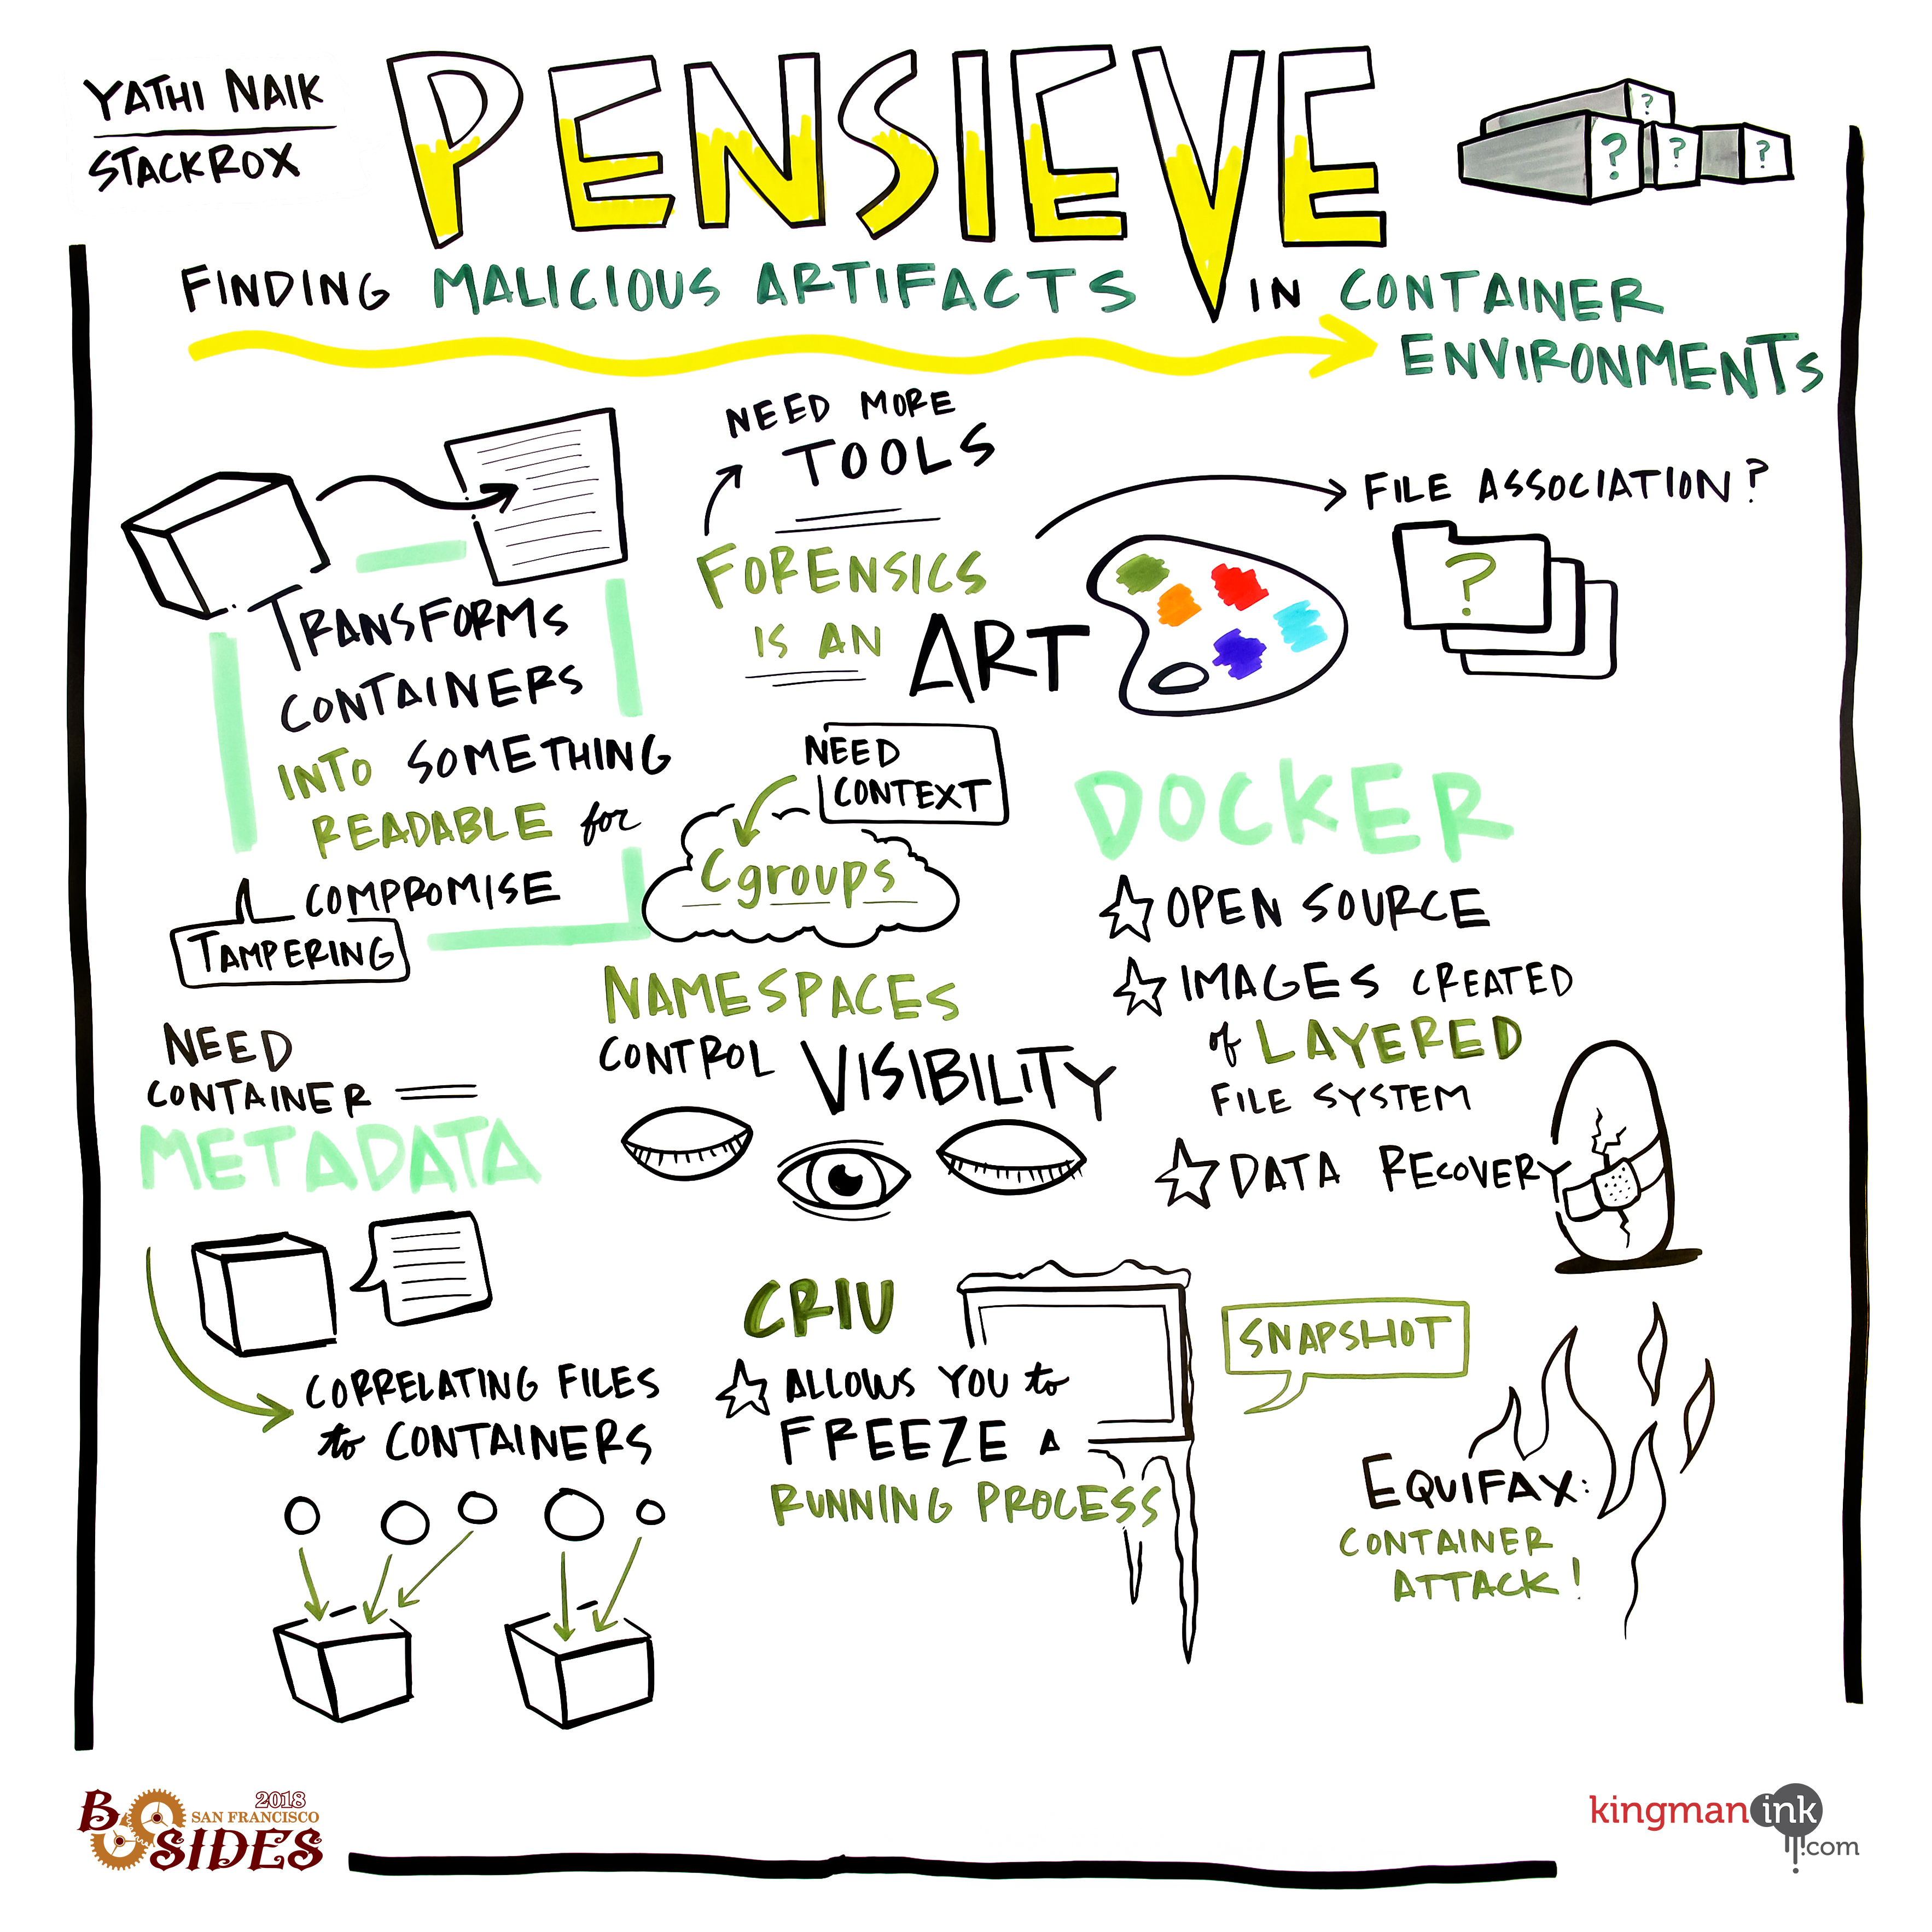 YATHI NAIK
STACKROX
PENSIEVE
FINDING MALICIOUS ARTIFACTS IN CONTAINER
ENVIRONMENTS
? ? ? ?
NEED MORE
TOOLS
FORENSICS
IS AN ART
FILE ASSOCIATION?
?
TRANSFORMS
CONTAINERS
INTO SOMETHING
READABLE for
COMPROMISE
TAMPERING
NEED
CONTEXT
Cgroups
NAMESPACES
CONTROL VISIBILITY
DOCKER
OPEN SOURCE
IMAGES CREATED
of LAYERED
FILE SYSTEM
DATA RECOVERY
NEED
CONTAINER
METADATA
CORRELATING FILES
to CONTAINERS
CRIU
ALLOWS YOU to
FREEZE A
RUNNING PROCESS
SNAPSHOT
EQUIFAX:
CONTAINER
ATTACK!
2018
B SAN FRANCISCO
SIDES
kingmanink
.com